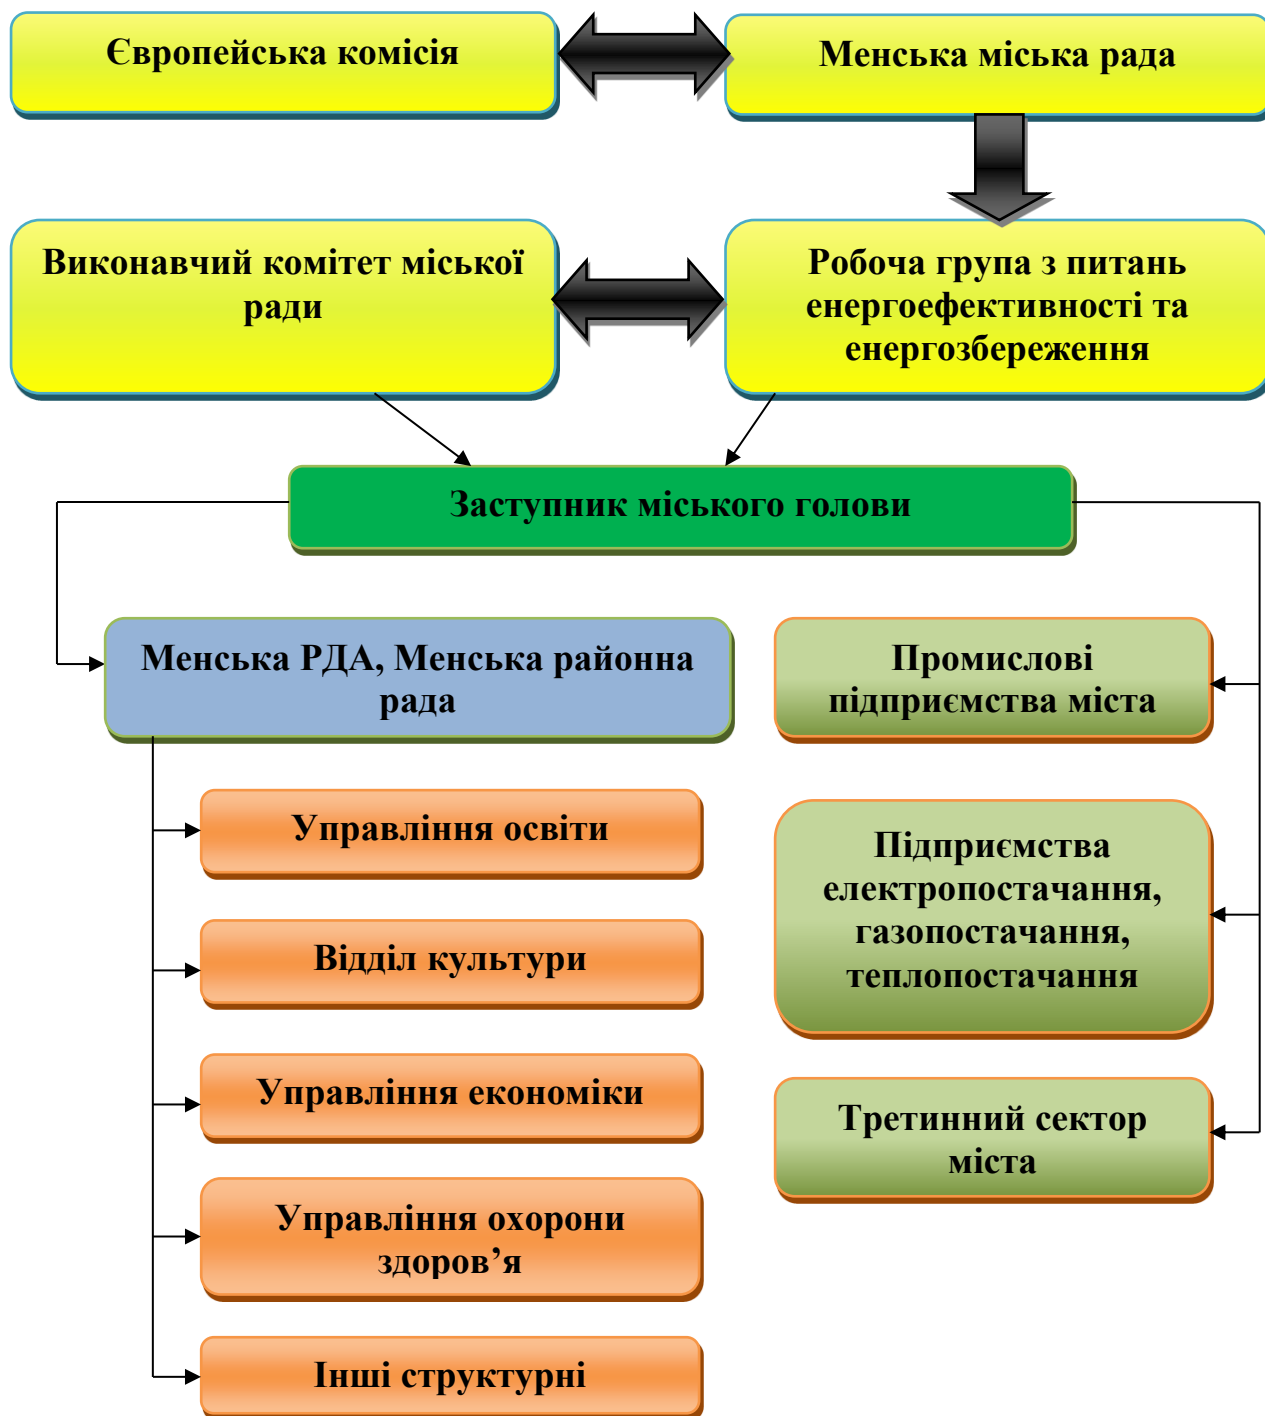 Європейська комісія
Менська міська рада
Виконавчий комітет міської
ради
Робоча група з питань
енергоефективності та
енергозбереження
Заступник міського голови
Менська РДА, Менська районна
рада
Промислові
підприємства міста
Управління освіти
Підприємства
електропостачання,
газопостачання,
теплопостачання
Відділ культури
Управління економіки
Третинний сектор
міста
Управління охорони
здоров’я
Інші структурні